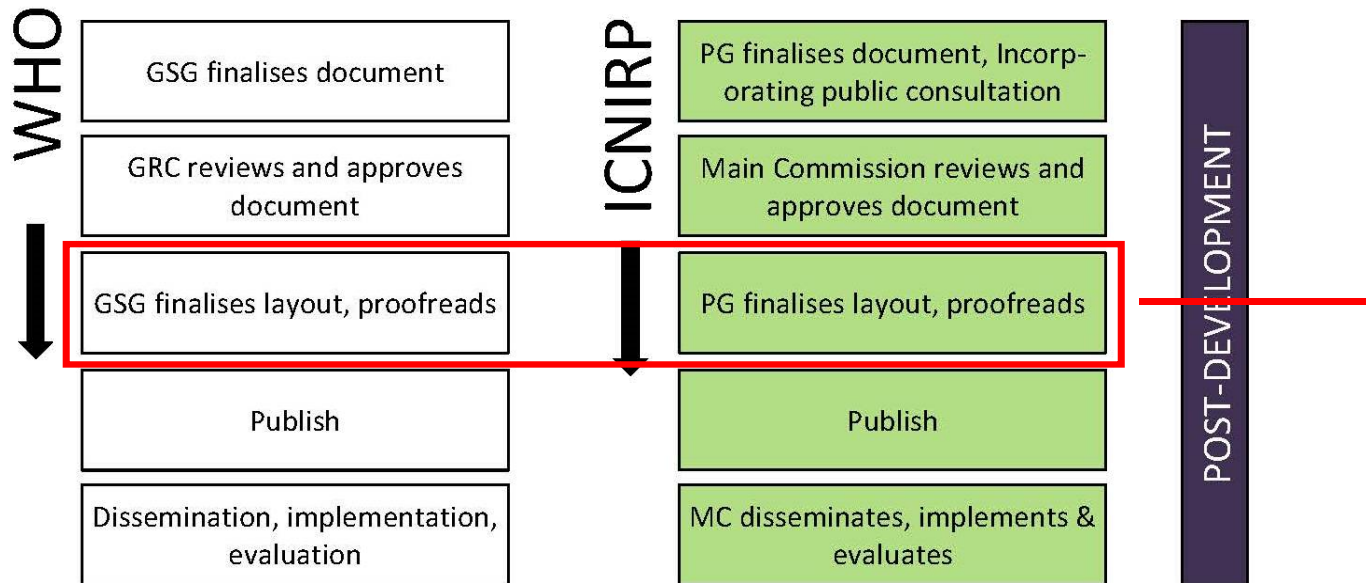 WHO
GSG finalises document
GRC reviews and approves
document
GSG finalises layout, proofreads
Publish
Dissemination, implementation,
evaluation
ICNIRP
PG finalises document, Incorp-
orating public consultation
Main Commission reviews and
approves document
PG finalises layout, proofreads
Publish
MC disseminates, implements &
evaluates
POST-DEVELOPMENT